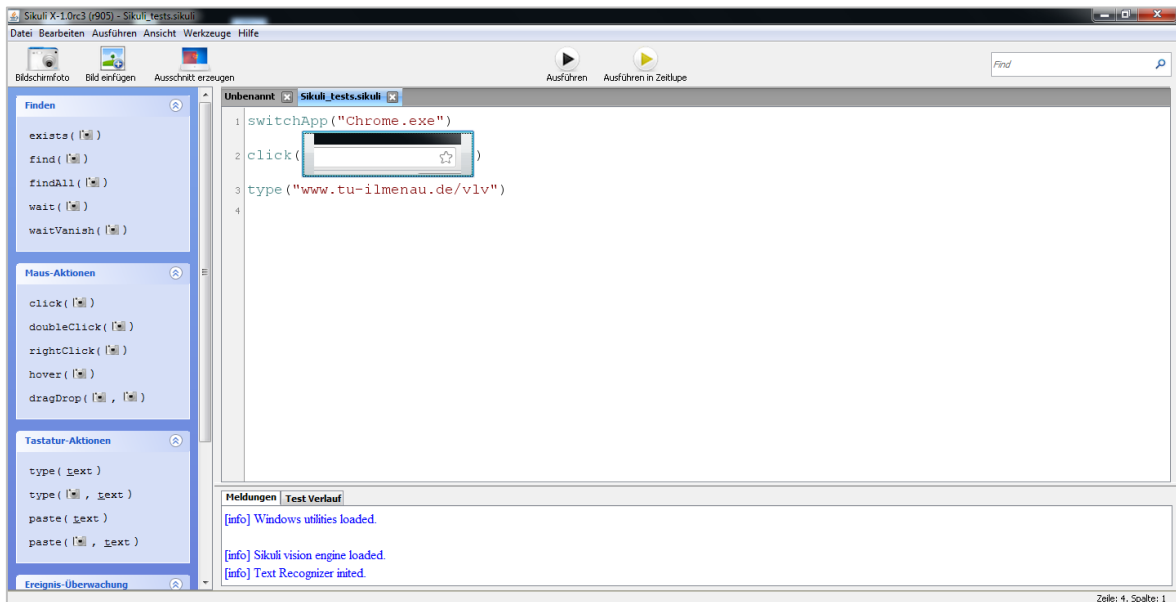 Sikuli X-1.0rc3 (r905) - Sikuli_tests.sikuli
Datei Bearbeiten Ausführen Ansicht Werkzeuge Hilfe
Bildschirmfoto Bild einfügen Ausschnitt erzeugen Ausführen Ausführen in Zeitlupe Find
Finden
exists( )
find( )
findAll( )
wait( )
waitVanish( )
Maus-Aktionen
click( )
doubleClick( )
rightClick( )
hover( )
dragDrop( , )
Tastatur-Aktionen
type( text )
type( , text )
paste( text )
paste( , text )
Ereignis-Überwachung
Unbenannt Sikuli_tests.sikuli
1 switchApp("Chrome.exe")
2 click( )
3 type("www.tu-ilmenau.de/vlv")
4
Meldungen Test Verlauf
[info] Windows utilities loaded.
[info] Sikuli vision engine loaded.
[info] Text Recognizer inited.
Zeile: 4, Spalte: 1